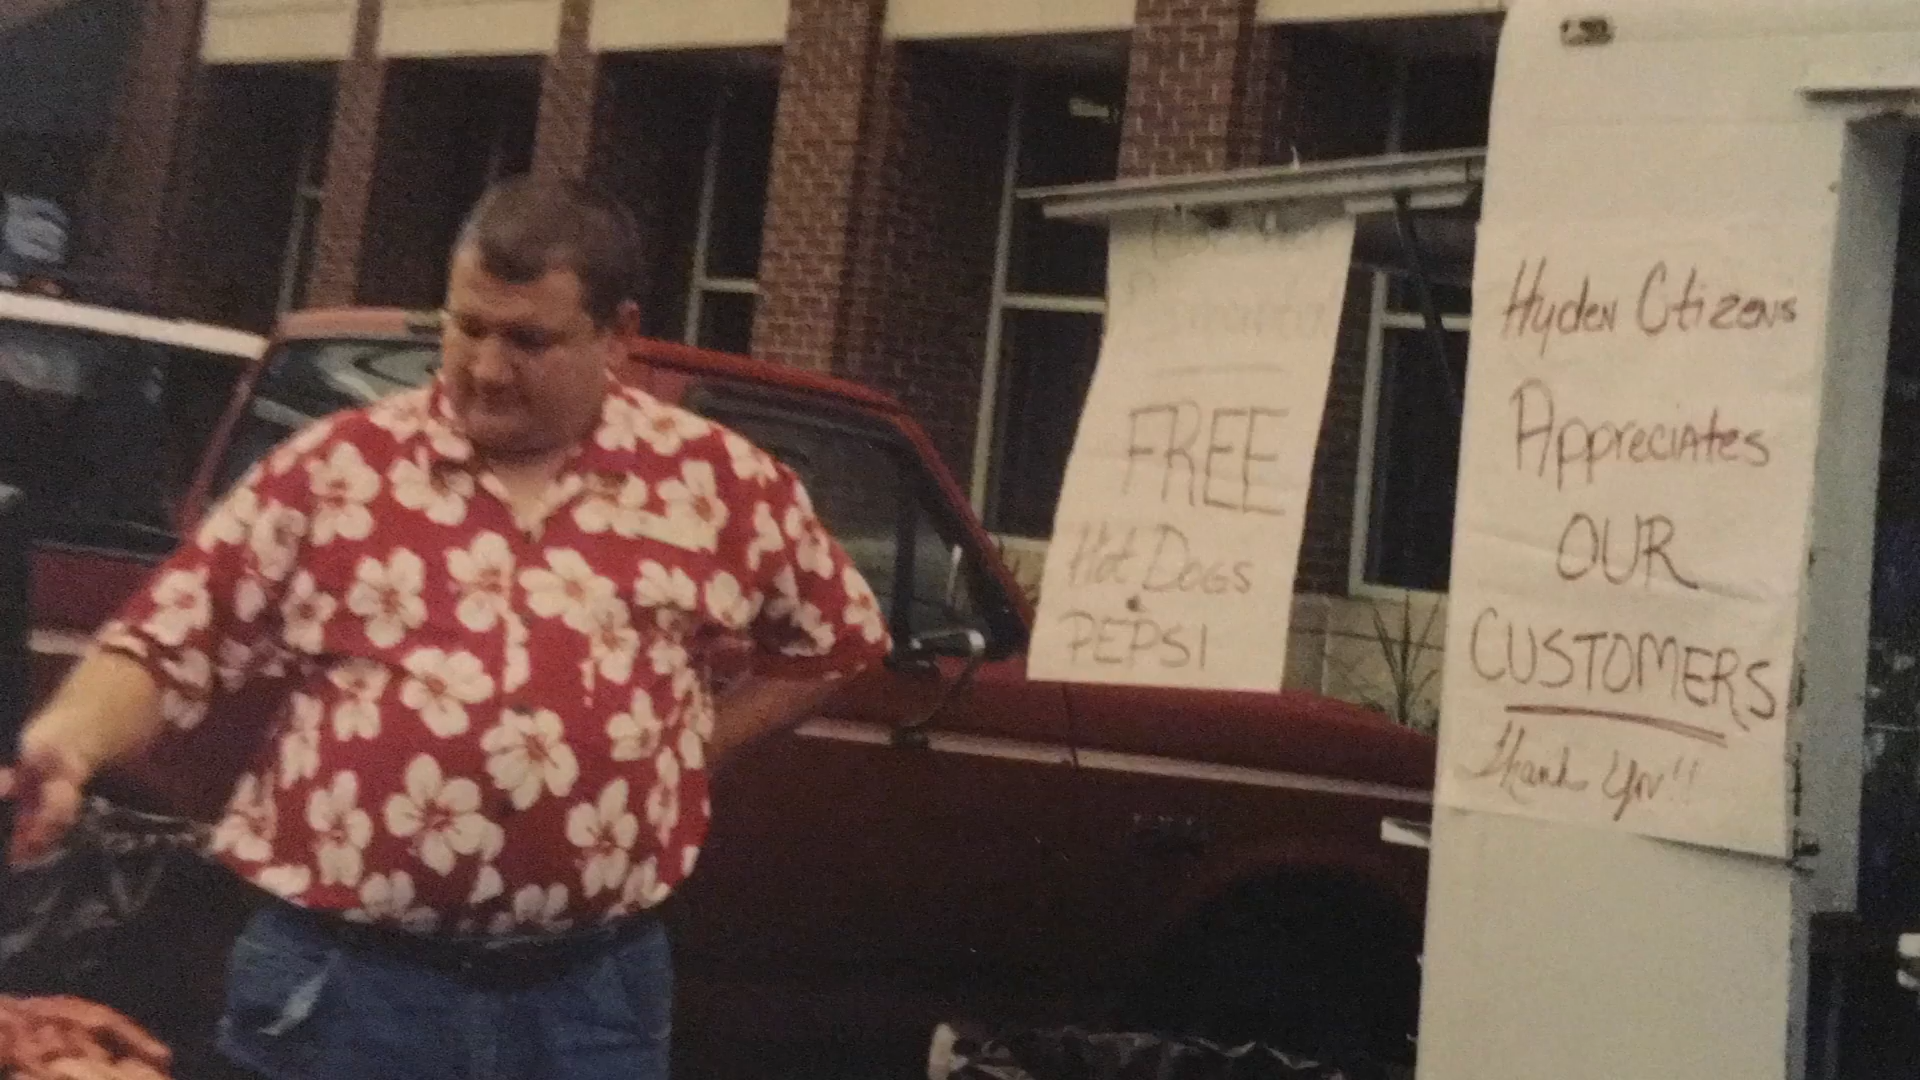 FREE
Hot Dogs
&
PEPSI
Hyden Citizens
Appreciates
OUR
CUSTOMERS
Thank You!!